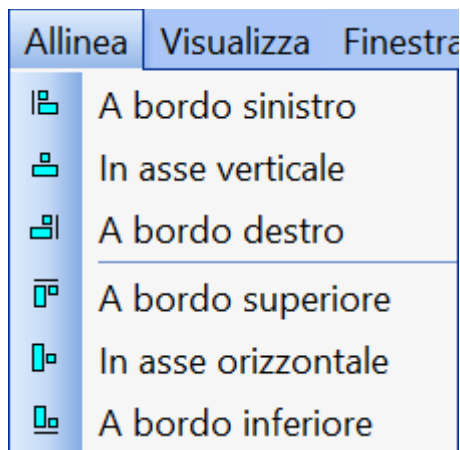 Allinea Visualizza Finestra
A bordo sinistro
In asse verticale
A bordo destro
A bordo superiore
In asse orizzontale
A bordo inferiore